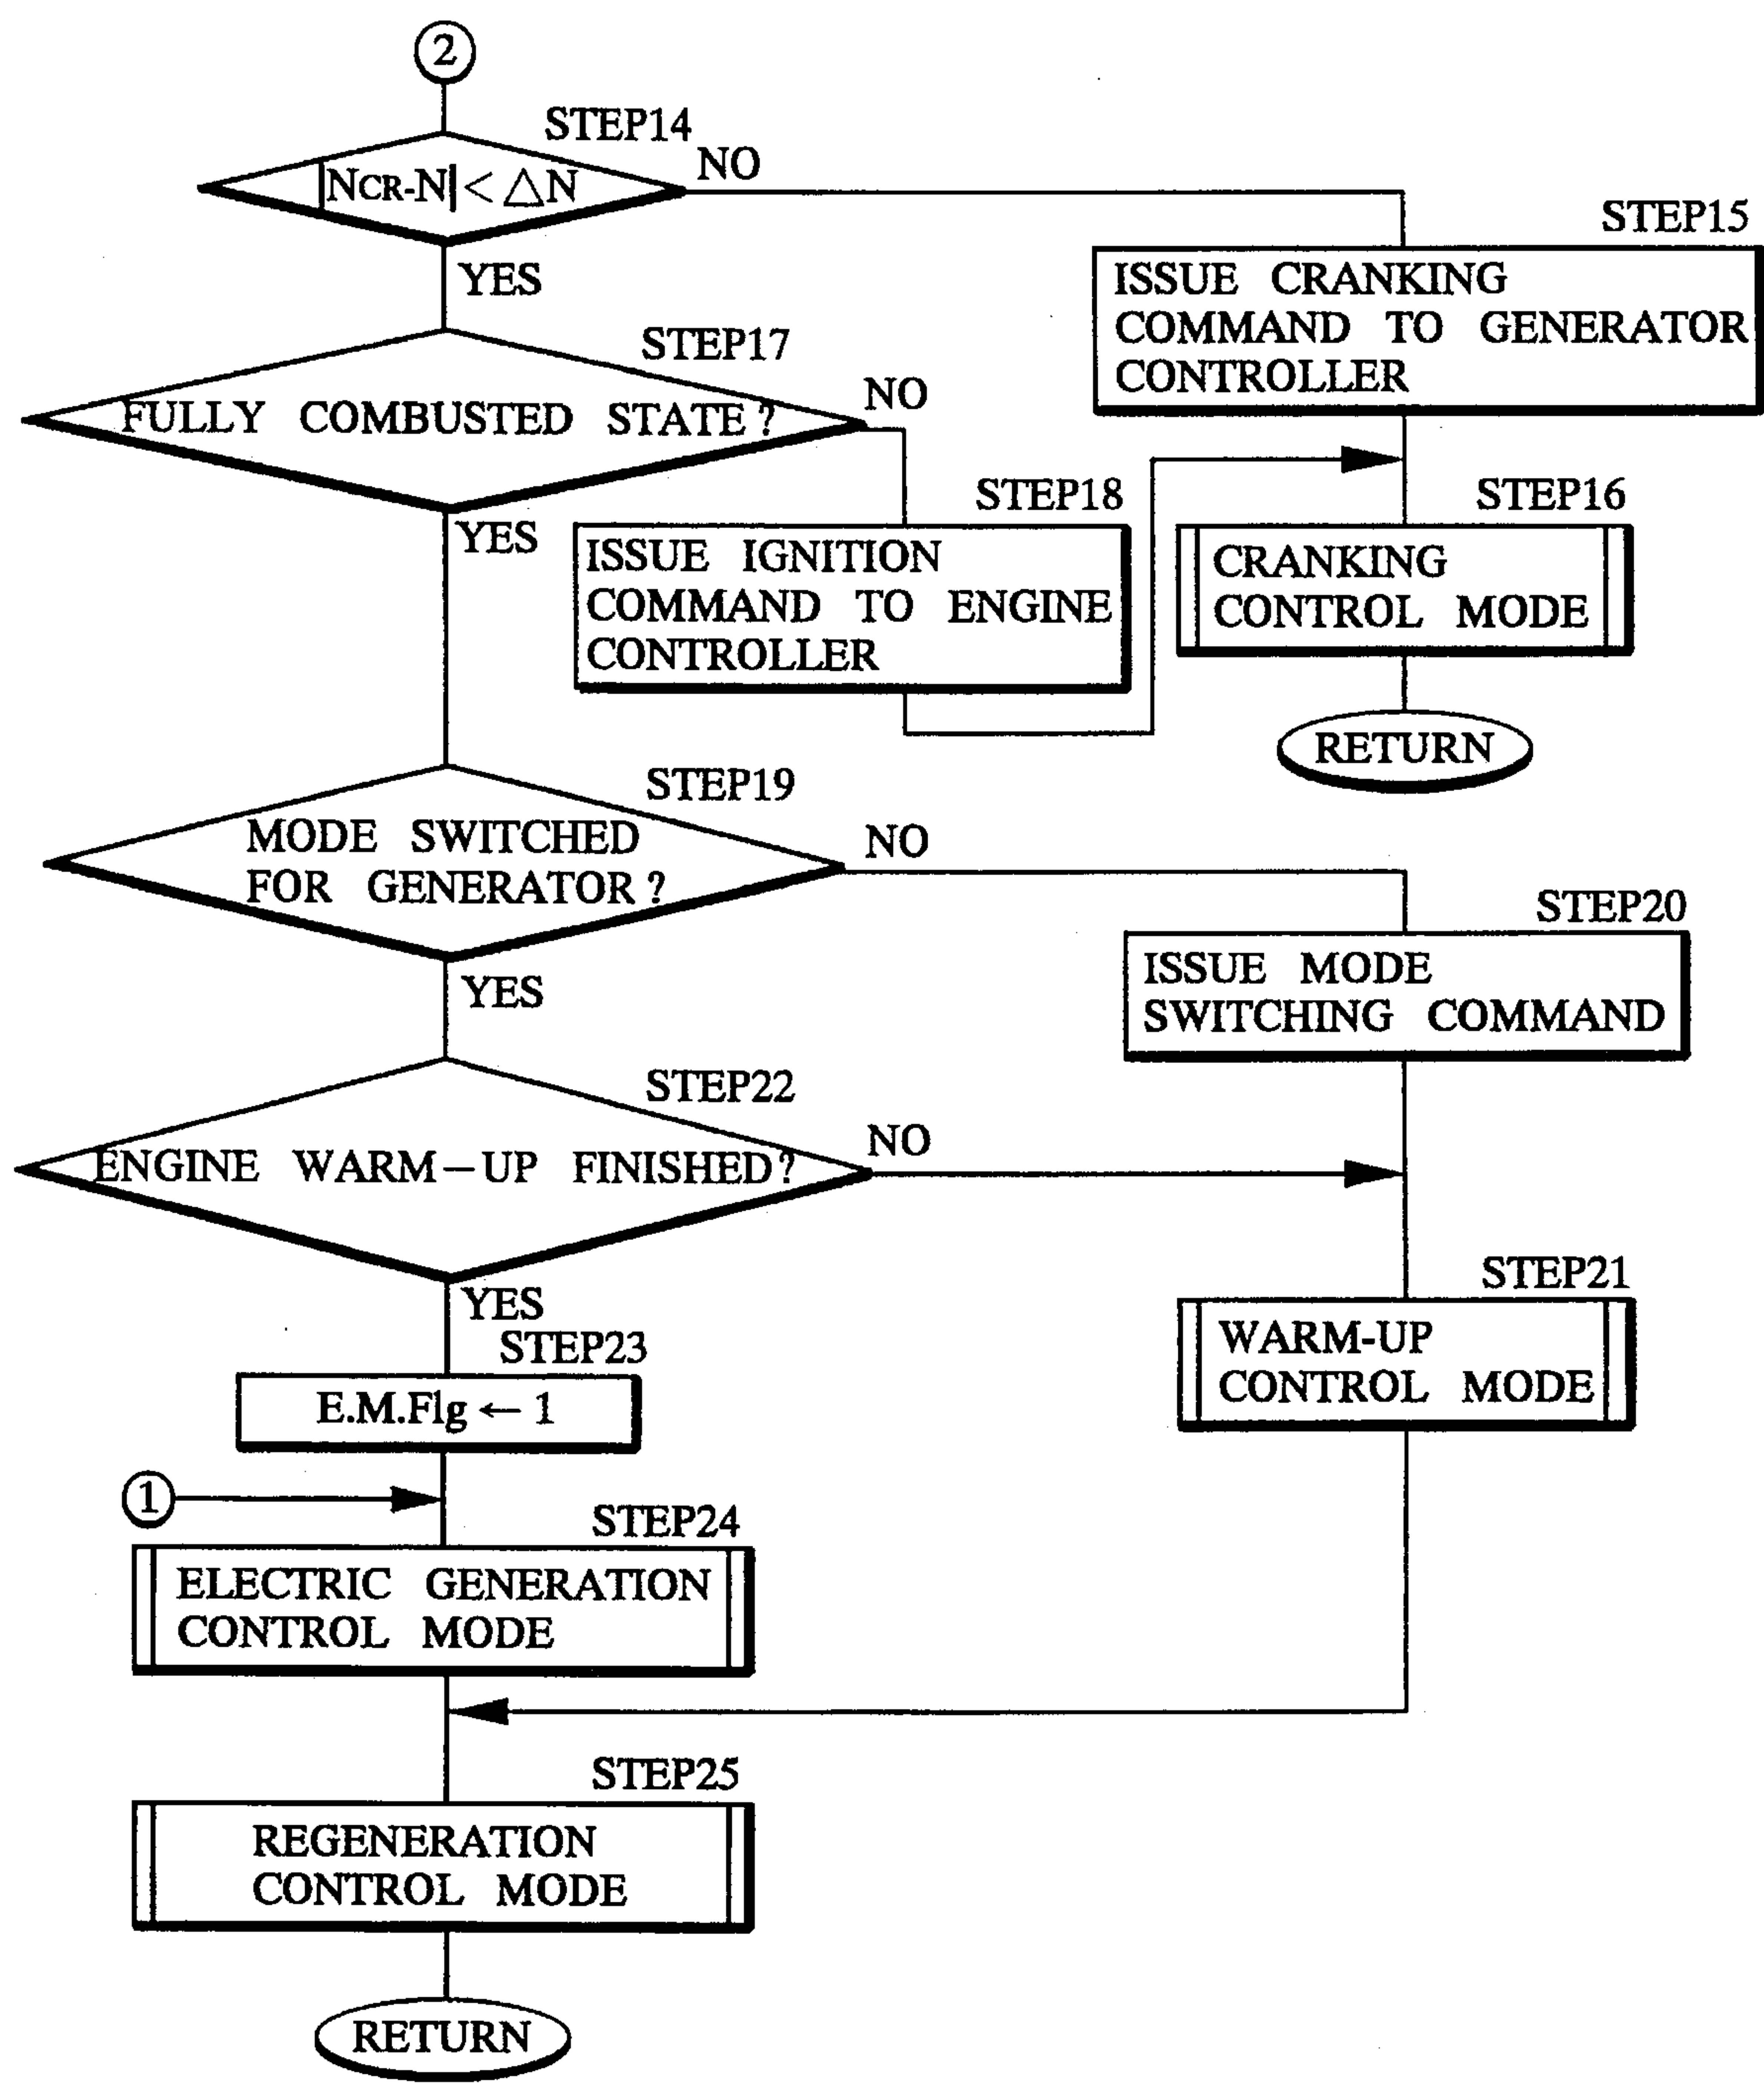 2
STEP14
|NCR-N| < △N
NO
YES
STEP15
ISSUE CRANKING
COMMAND TO GENERATOR
CONTROLLER
STEP17
FULLY COMBUSTED STATE?
NO
YES
STEP18
ISSUE IGNITION
COMMAND TO ENGINE
CONTROLLER
STEP16
CRANKING
CONTROL MODE
RETURN
STEP19
MODE SWITCHED
FOR GENERATOR?
NO
YES
STEP20
ISSUE MODE
SWITCHING COMMAND
STEP22
ENGINE WARM-UP FINISHED?
NO
YES
STEP21
WARM-UP
CONTROL MODE
STEP23
E.M.Flg ← 1
1
STEP24
ELECTRIC GENERATION
CONTROL MODE
STEP25
REGENERATION
CONTROL MODE
RETURN